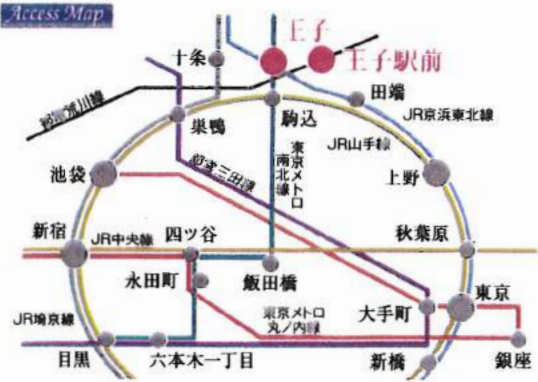 Access Map
王子
王子駅前
十条
田端
都電荒川線
JR京浜東北線
巣鴨
駒込
JR山手線
東京メトロ
南北線
都営三田線
池袋
上野
新宿
JR中央線
四ツ谷
秋葉原
永田町
飯田橋
東京
大手町
東京メトロ
丸ノ内線
JR埼京線
目黒
六本木一丁目
新橋
銀座